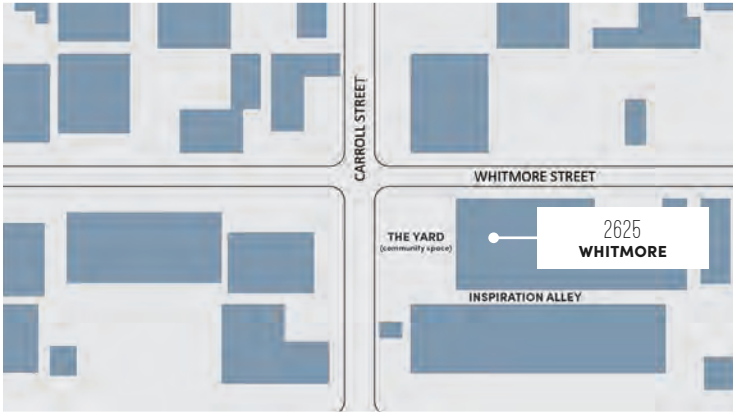 CARROLL STREET
WHITMORE STREET
2625
WHITMORE
THE YARD
(community space)
INSPIRATION ALLEY